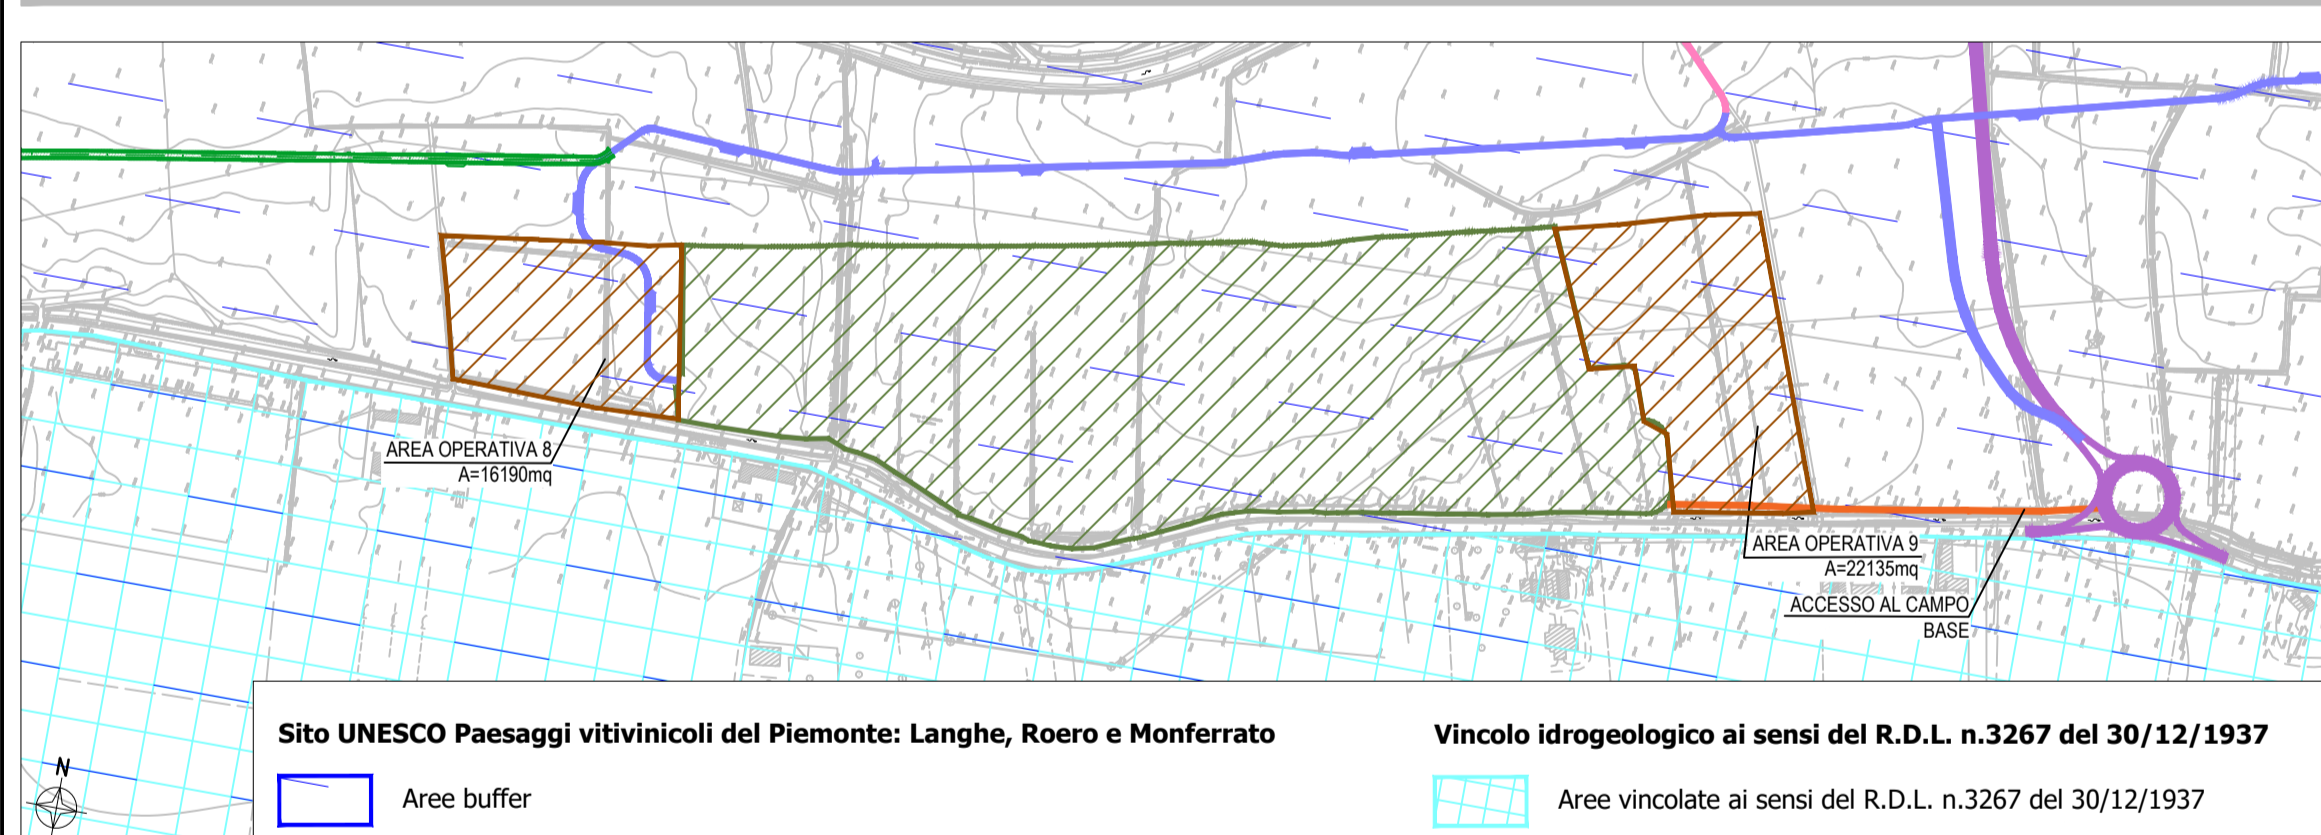 AREA OPERATIVA 8
A=16190mq
AREA OPERATIVA 9
A=22135mq
ACCESSO AL CAMPO
BASE
Sito UNESCO Paesaggi vitivinicoli del Piemonte: Langhe, Roero e Monferrato
Aree buffer
Vincolo idrogeologico ai sensi del R.D.L. n.3267 del 30/12/1937
Aree vincolate ai sensi del R.D.L. n.3267 del 30/12/1937
N